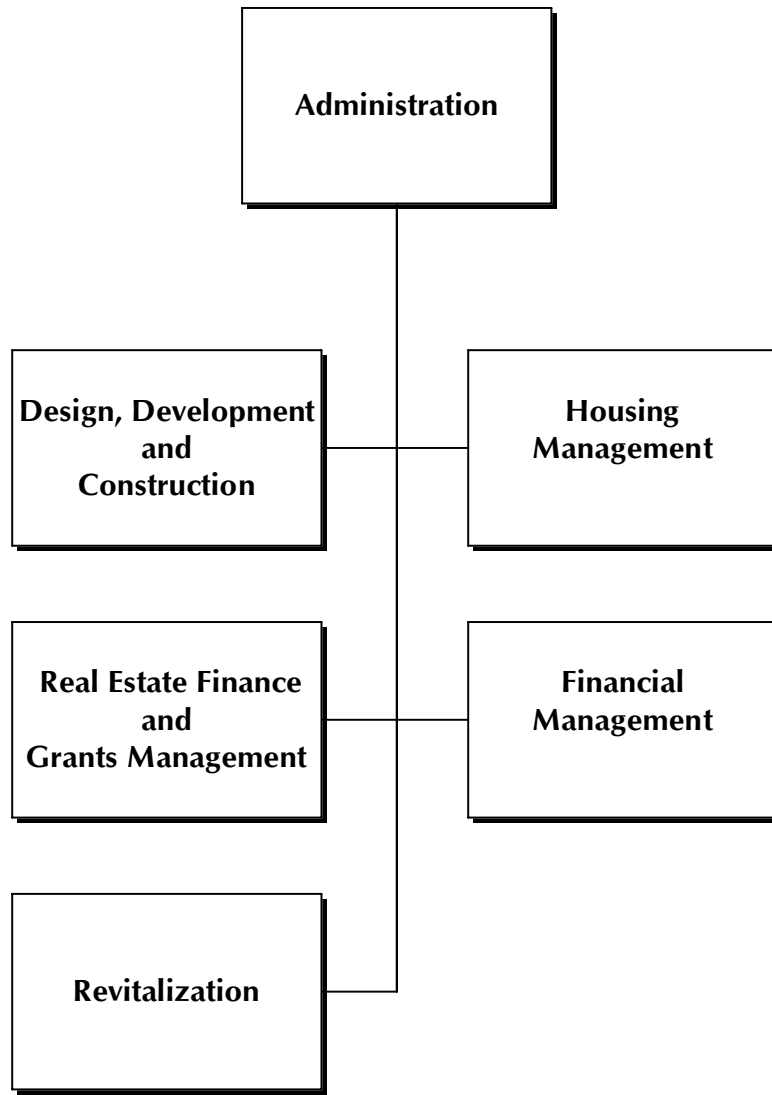 Administration
Design, Development
and
Construction
Housing
Management
Real Estate Finance
and
Grants Management
Financial
Management
Revitalization